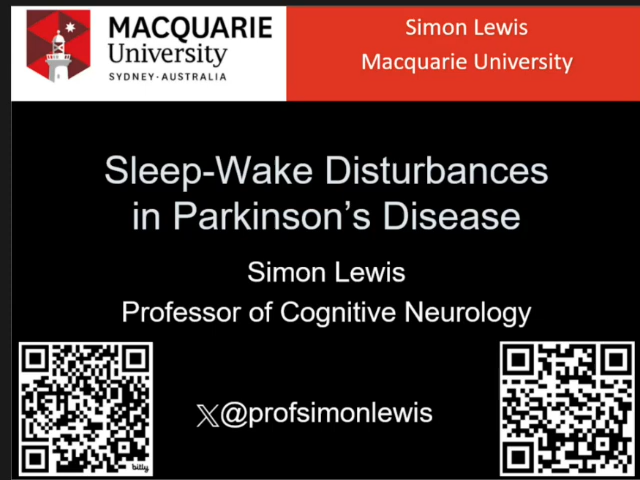 MACQUARIE
University
SYDNEY·AUSTRALIA
Simon Lewis
Macquarie University
Sleep-Wake Disturbances
in Parkinson's Disease
Simon Lewis
Professor of Cognitive Neurology
𝕏@profsimonlewis
bitly